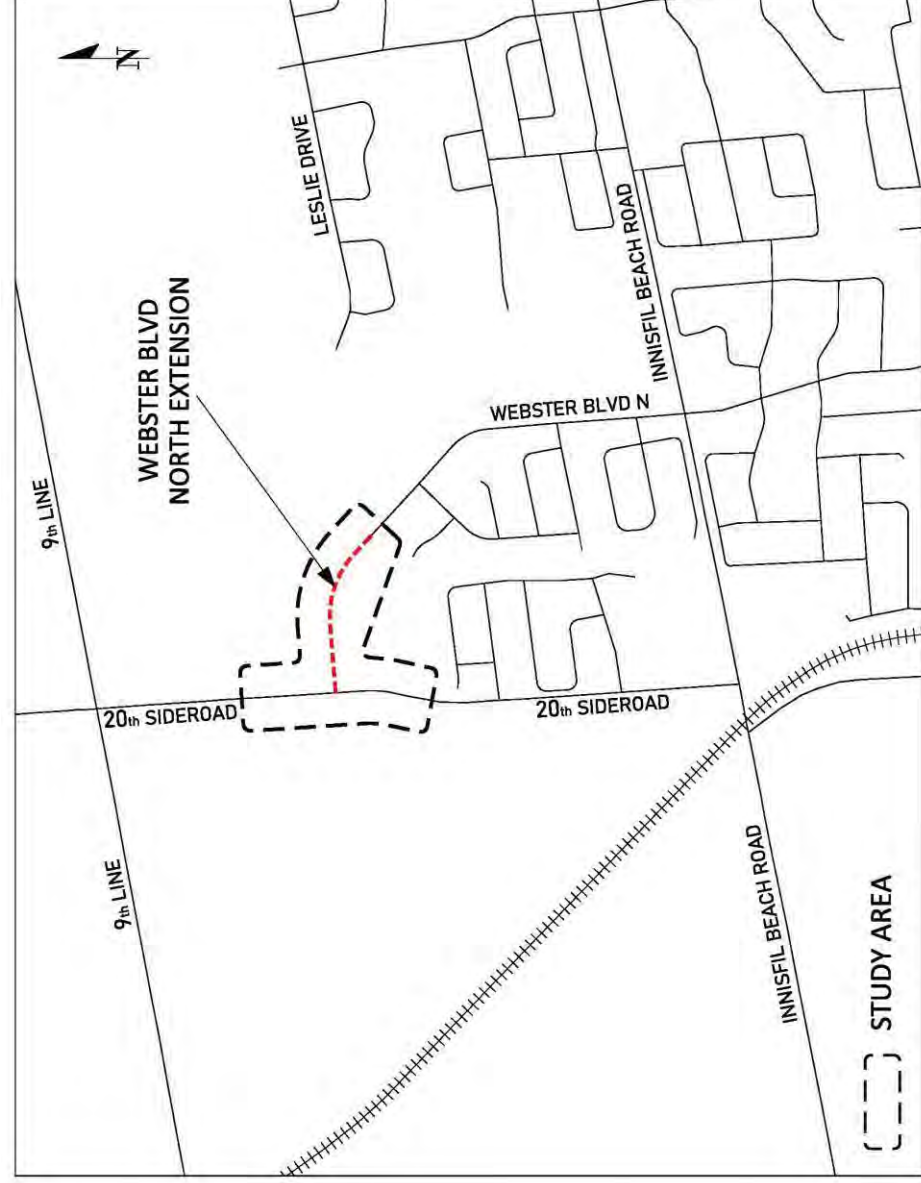 N
LESLIE DRIVE
WEBSTER BLVD
NORTH EXTENSION
9th LINE
INNISFIL BEACH ROAD
WEBSTER BLVD N
20th SIDEROAD
20th SIDEROAD
9th LINE
INNISFIL BEACH ROAD
STUDY AREA